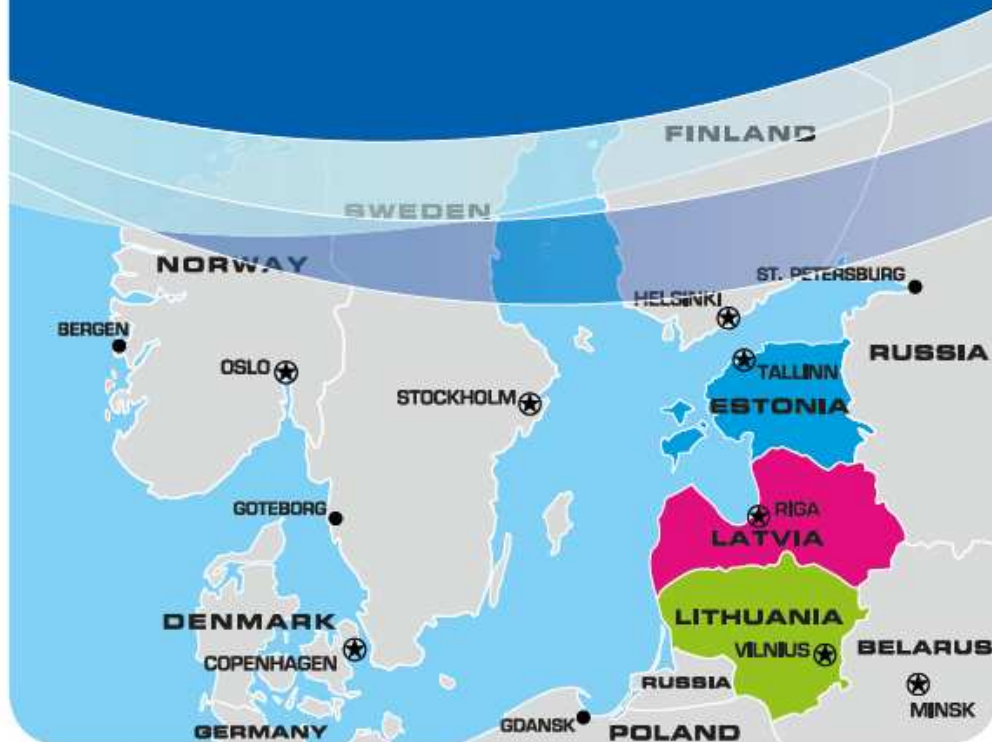 FINLAND
SWEDEN
NORWAY
ST. PETERSBURG
HELSINKI
BERGEN
RUSSIA
OSLO
TALLINN
STOCKHOLM
ESTONIA
GOTEBORG
RIGA
LATVIA
DENMARK
LITHUANIA
COPENHAGEN
VILNIUS
BELARUS
RUSSIA
MINSK
GERMANY
GDANSK
POLAND